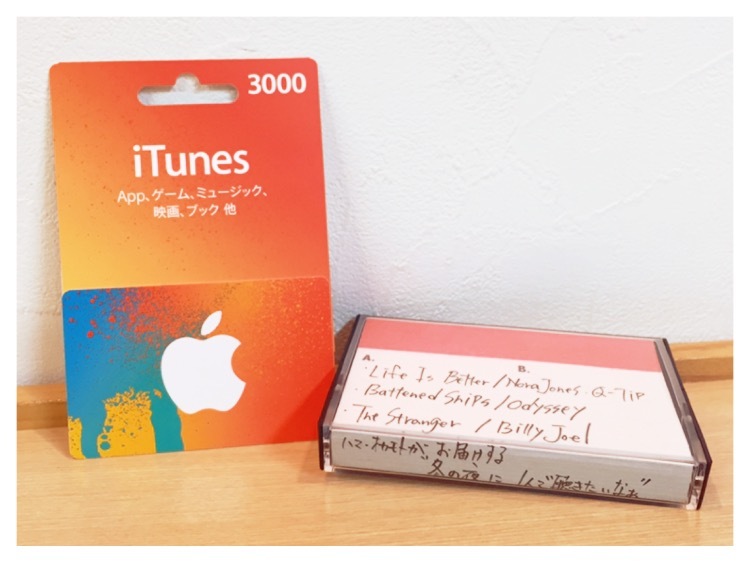 3000
iTunes
App、ゲーム、ミュージック、
映画、ブック 他
A. B.
・Life Is Better / Nora Jones・Q-Tip
・Battened Ships / Odyssey
・The Stranger / Billy Joel
ハマ・オカモトが、お届けする
冬の夜に 1人で聴きたいなぁ"